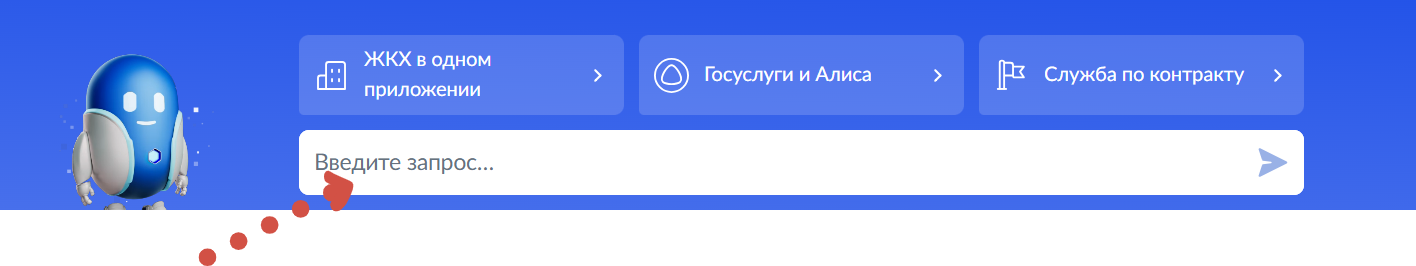 ЖКХ в одном
приложении
Госуслуги и Алиса
Служба по контракту
Введите запрос...